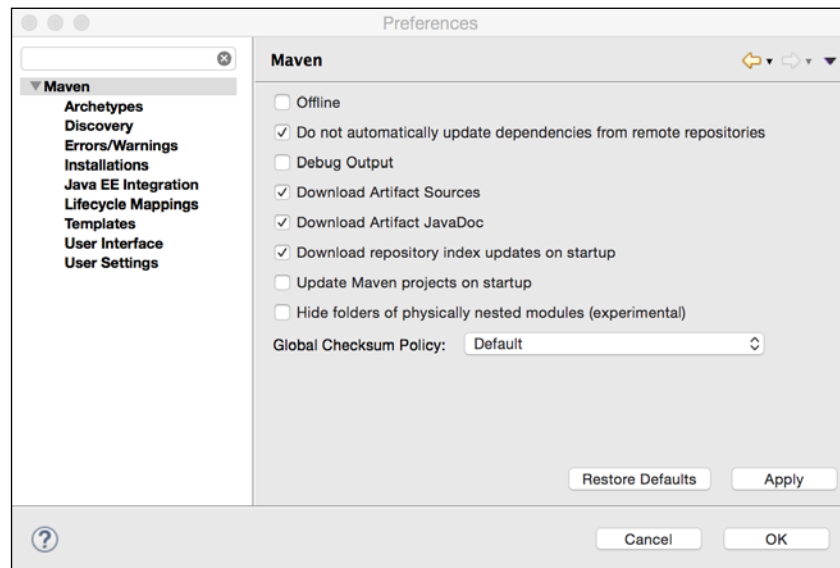 Preferences
Maven
Archetypes
Discovery
Errors/Warnings
Installations
Java EE Integration
Lifecycle Mappings
Templates
User Interface
User Settings
Maven
Offline
Do not automatically update dependencies from remote repositories
Debug Output
Download Artifact Sources
Download Artifact JavaDoc
Download repository index updates on startup
Update Maven projects on startup
Hide folders of physically nested modules (experimental)
Global Checksum Policy: Default
Restore Defaults Apply
? Cancel OK